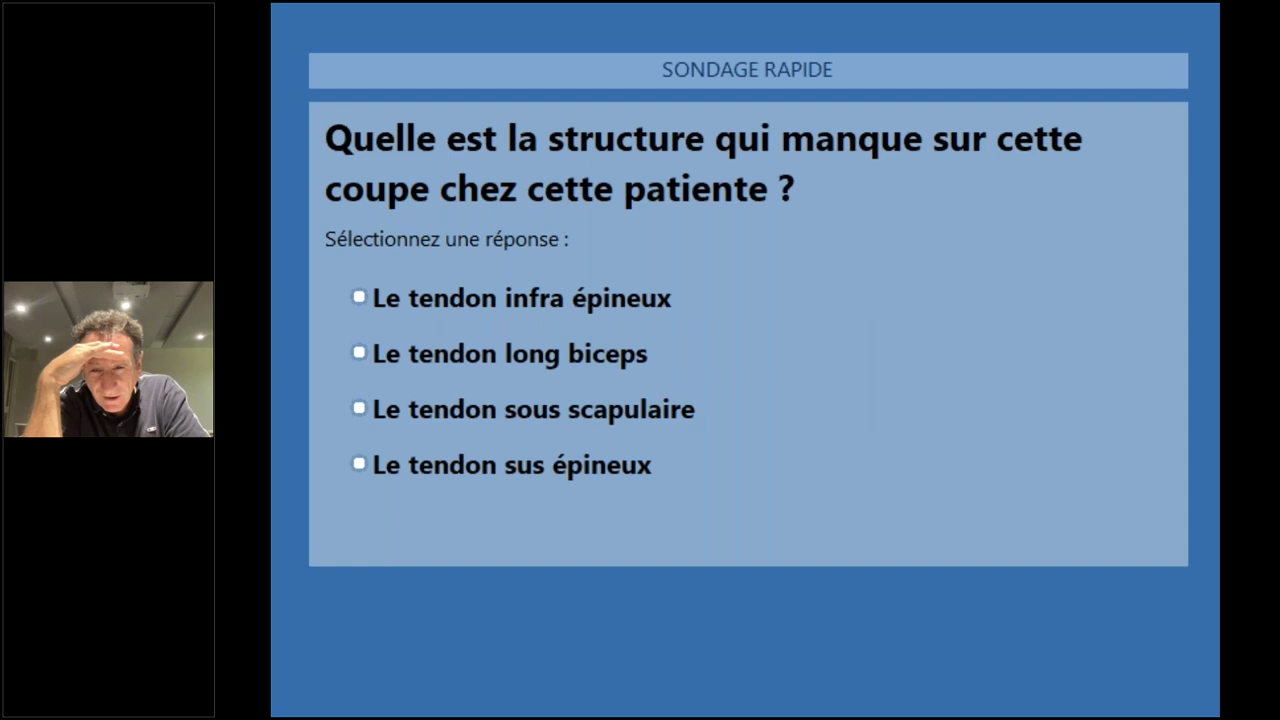 SONDAGE RAPIDE
Quelle est la structure qui manque sur cette
coupe chez cette patiente ?
Sélectionnez une réponse :
Le tendon infra épineux
Le tendon long biceps
Le tendon sous scapulaire
Le tendon sus épineux